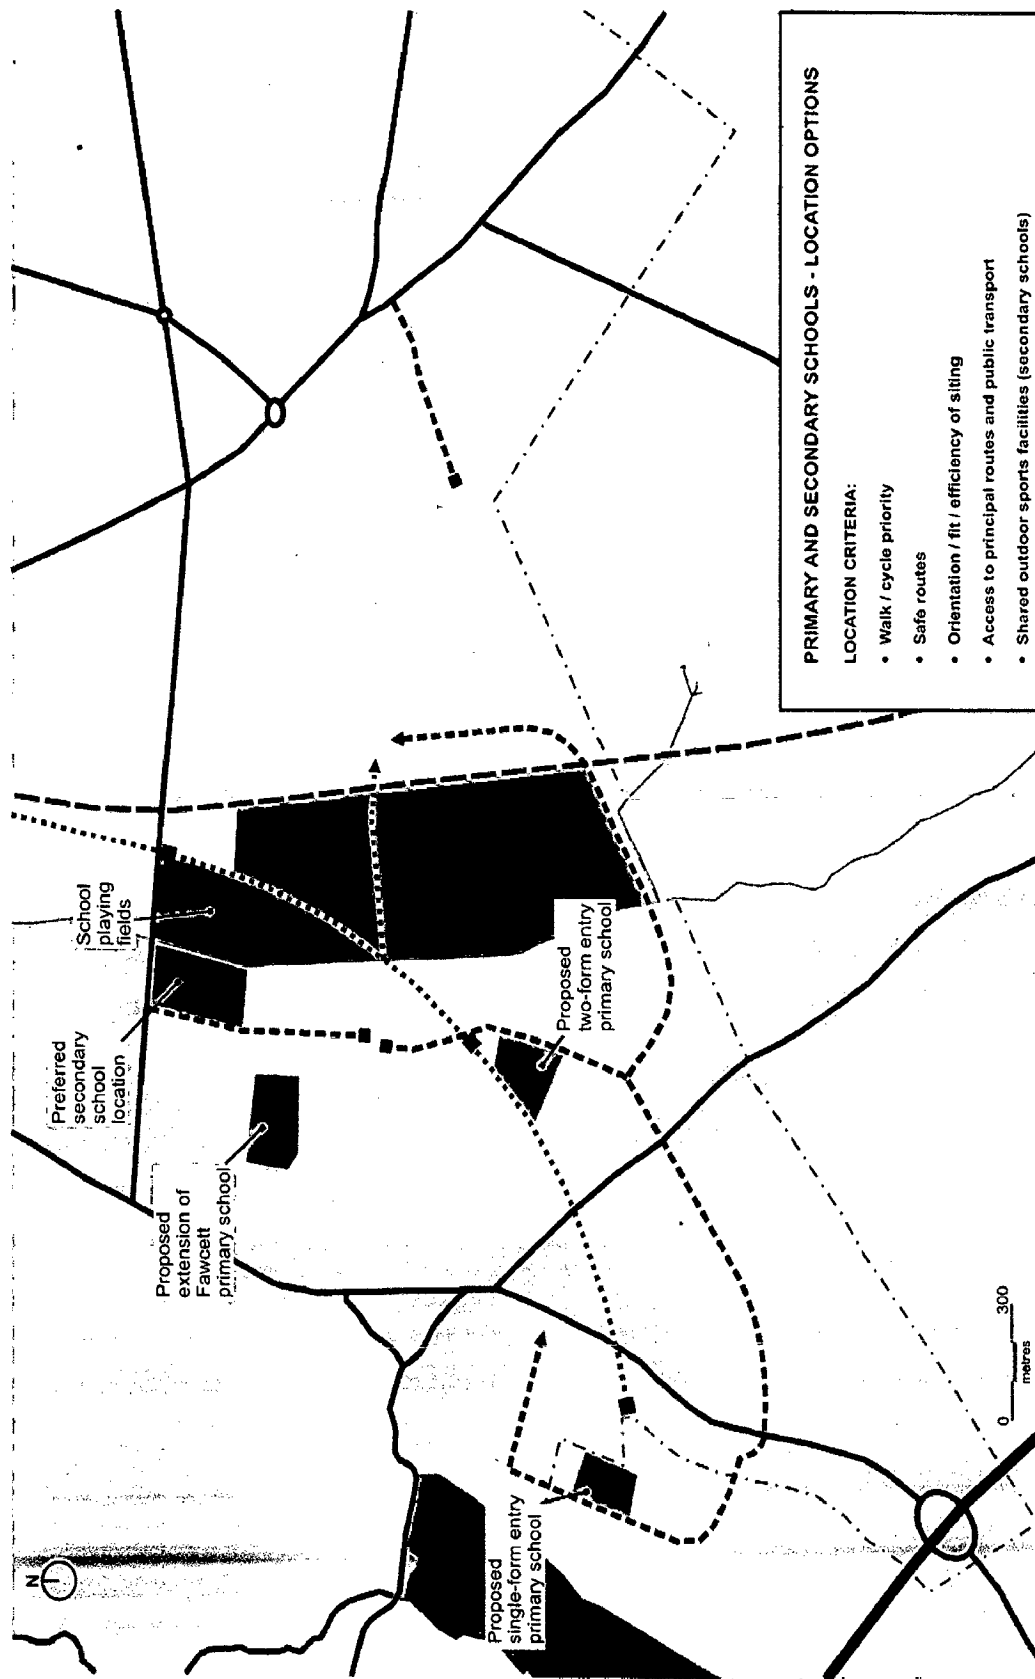 N
School
playing
fields
Preferred
secondary
school
location
Proposed
extension of
Fawcett
primary school
Proposed
two-form entry
primary school
Proposed
single-form entry
primary school
0 300
metres
PRIMARY AND SECONDARY SCHOOLS - LOCATION OPTIONS
LOCATION CRITERIA:
• Walk / cycle priority
• Safe routes
• Orientation / fit / efficiency of siting
• Access to principal routes and public transport
• Shared outdoor sports facilities (secondary schools)